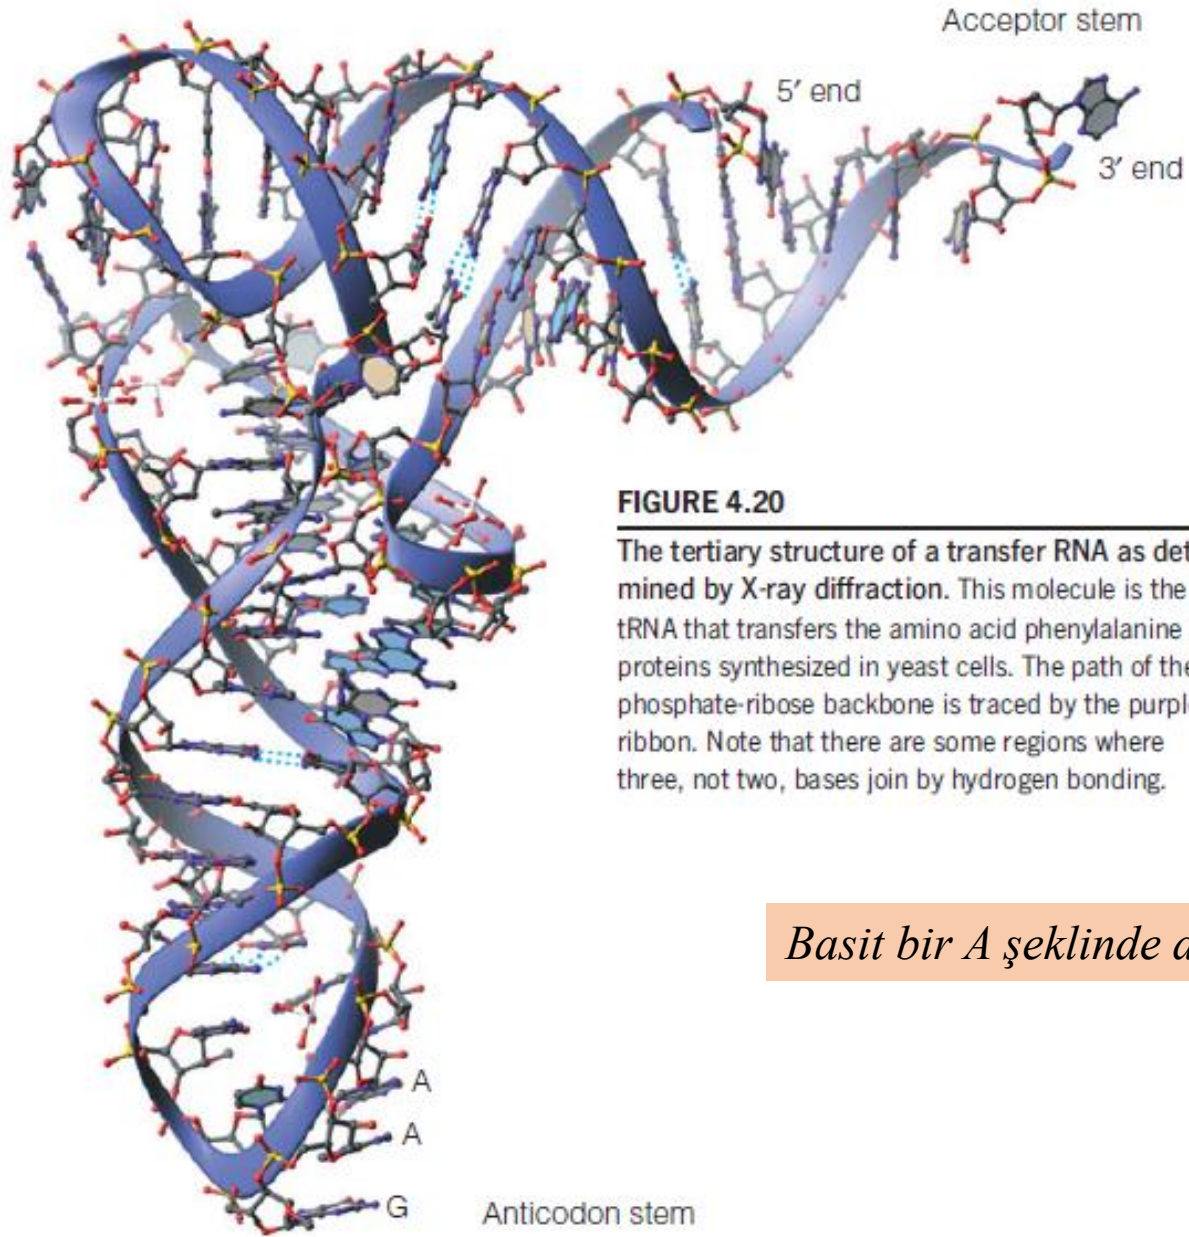 Acceptor stem
5′ end
3′ end
FIGURE 4.20
The tertiary structure of a transfer RNA as det
mined by X-ray diffraction. This molecule is the
tRNA that transfers the amino acid phenylalanine
proteins synthesized in yeast cells. The path of the
phosphate-ribose backbone is traced by the purpl
ribbon. Note that there are some regions where
three, not two, bases join by hydrogen bonding.
Basit bir A şeklinde
A
A
G
Anticodon stem